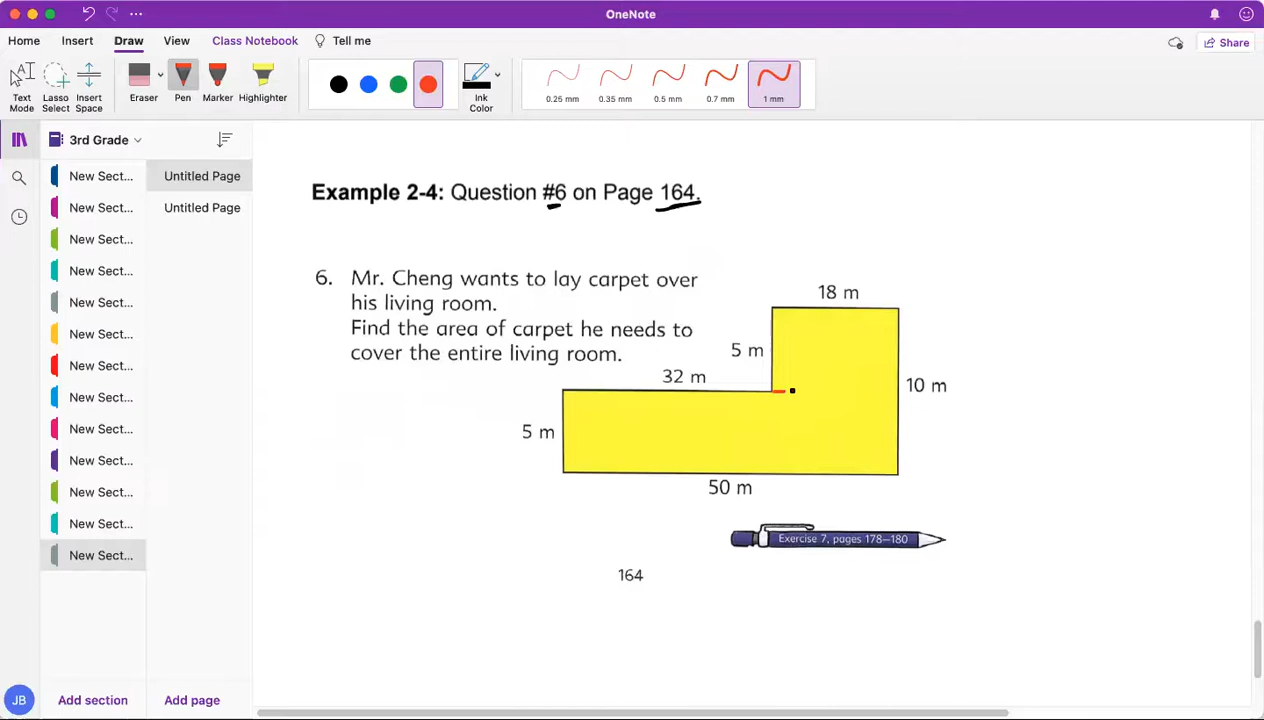 OneNote
Home Insert Draw View Class Notebook Tell me
Share
Text Mode
Lasso Select
Insert Space
Eraser
Pen
Marker
Highlighter
Ink Color
0.25 mm 0.35 mm 0.5 mm 0.7 mm 1 mm
3rd Grade
New Sect...
New Sect...
New Sect...
New Sect...
New Sect...
New Sect...
New Sect...
New Sect...
New Sect...
New Sect...
New Sect...
New Sect...
New Sect...
Untitled Page
Untitled Page
Example 2-4: Question #6 on Page 164.
6. Mr. Cheng wants to lay carpet over
his living room.
Find the area of carpet he needs to
cover the entire living room.
18 m
5 m
32 m
10 m
5 m
50 m
Exercise 7, pages 178–180
164
JB
Add section
Add page